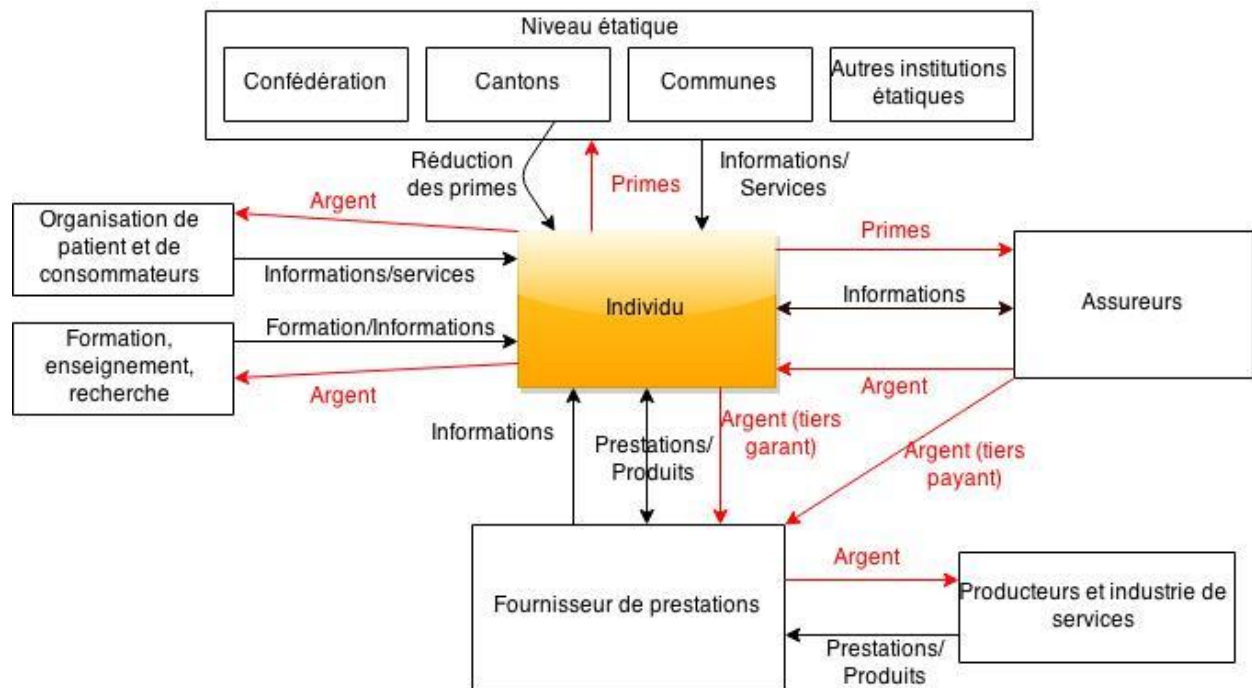 Niveau étatique
Confédération
Cantons
Communes
Autres institutions
étatiques
Réduction
des primes
Primes
Informations/
Services
Argent
Organisation de
patient et de
consommateurs
Informations/services
Primes
Individu
Informations
Assureurs
Formation,
enseignement,
recherche
Formation/Informations
Argent
Argent
Informations
Prestations/
Produits
Argent (tiers
garant)
Argent (tiers
payant)
Fournisseur de prestations
Argent
Producteurs et industrie de
services
Prestations/
Produits